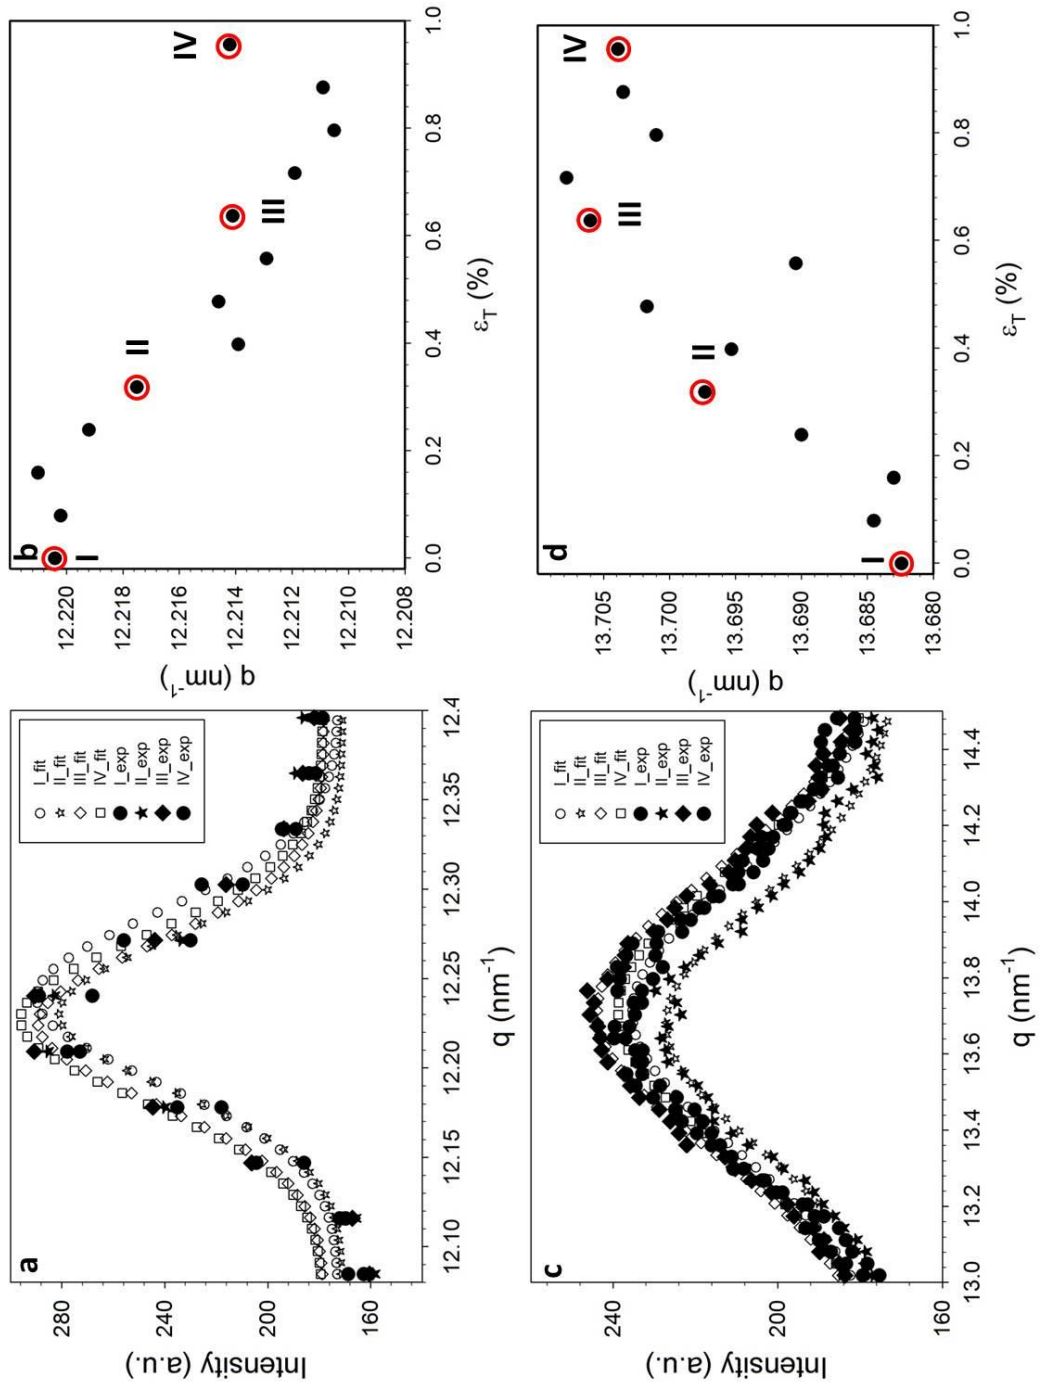 a
Intensity (a.u.)
280
200
160
12.10
12.15
12.20
12.25
12.30
12.35
12.4
q (nm⁻¹)
I_fit
II_fit
III_fit
IV_fit
I_exp
II_exp
III_exp
IV_exp
b
q (nm⁻¹)
12.220
12.218
12.216
12.214
12.212
12.210
12.208
0.0
0.2
0.4
0.6
0.8
1.0
ε_T (%)
I
II
III
IV
c
Intensity (a.u.)
240
200
160
13.0
13.2
13.4
13.6
13.8
14.0
14.2
14.4
q (nm⁻¹)
I_fit
II_fit
III_fit
IV_fit
I_exp
II_exp
III_exp
IV_exp
d
q (nm⁻¹)
13.705
13.700
13.695
13.690
13.685
13.680
0.0
0.2
0.4
0.6
0.8
1.0
ε_T (%)
I
II
III
IV